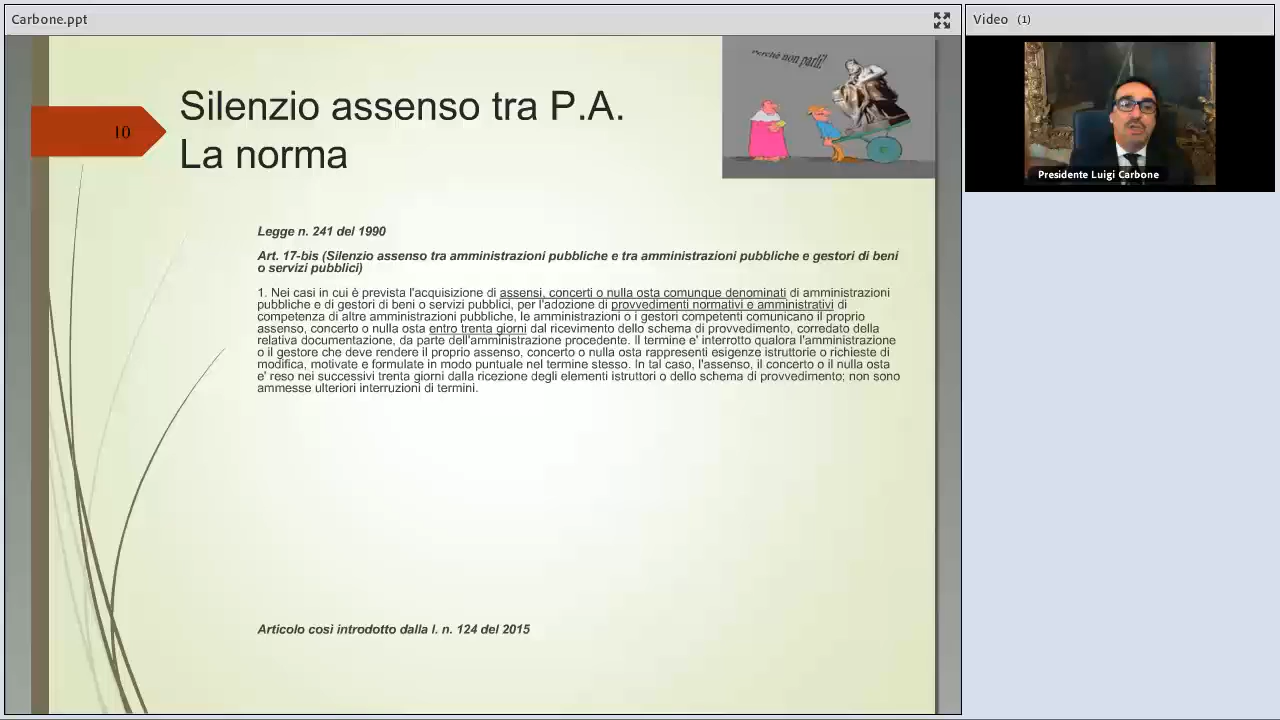 Carbone.ppt
Video (1)
Perchè non parli!
10
Silenzio assenso tra P.A.
La norma
Presidente Luigi Carbone
Legge n. 241 del 1990
Art. 17-bis (Silenzio assenso tra amministrazioni pubbliche e tra amministrazioni pubbliche e gestori di beni
o servizi pubblici)
1. Nei casi in cui è prevista l'acquisizione di assensi, concerti o nulla osta comunque denominati di amministrazioni
pubbliche e di gestori di beni o servizi pubblici, per l'adozione di provvedimenti normativi e amministrativi di
competenza di altre amministrazioni pubbliche, le amministrazioni o i gestori competenti comunicano il proprio
assenso, concerto o nulla osta entro trenta giorni dal ricevimento dello schema di provvedimento, corredato della
relativa documentazione, da parte dell'amministrazione procedente. Il termine e' interrotto qualora l'amministrazione
o il gestore che deve rendere il proprio assenso, concerto o nulla osta rappresenti esigenze istruttorie o richieste di
modifica, motivate e formulate in modo puntuale nel termine stesso. In tal caso, l'assenso, il concerto o il nulla osta
e' reso nei successivi trenta giorni dalla ricezione degli elementi istruttori o dello schema di provvedimento; non sono
ammesse ulteriori interruzioni di termini.
Articolo così introdotto dalla l. n. 124 del 2015